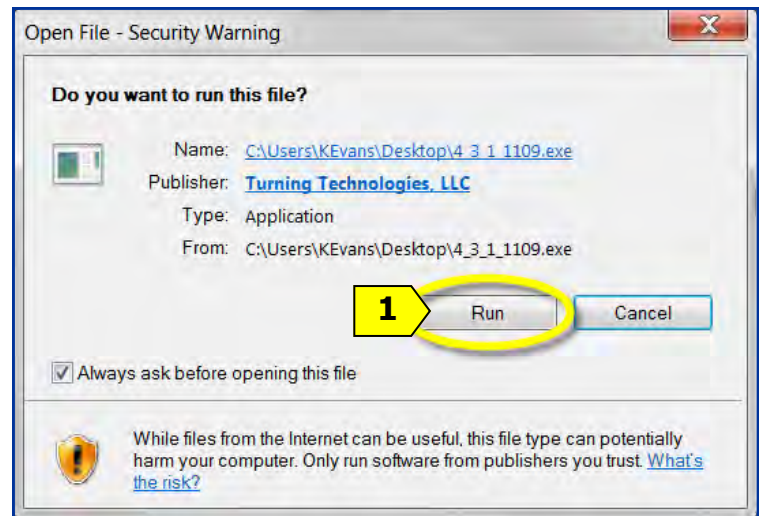 Open File - Security Warning
Do you want to run this file?
Name: C:\Users\KEvans\Desktop\4_3_1_1109.exe
Publisher: Turning Technologies, LLC
Type: Application
From: C:\Users\KEvans\Desktop\4_3_1_1109.exe
1 Run Cancel
Always ask before opening this file
While files from the Internet can be useful, this file type can potentially
harm your computer. Only run software from publishers you trust. What's
the risk?